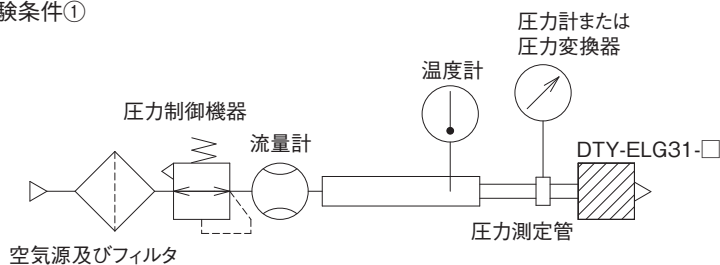 験条件①
圧力計または
圧力変換器
温度計
圧力制御機器
流量計
DTY-ELG31-□
圧力測定管
空気源及びフィルタ